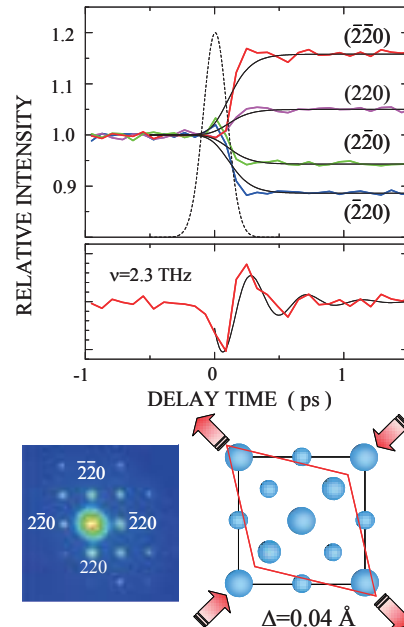 1.2
(2̅2̅0)
1.1
(220)
1.0
(22̅0)
0.9
(2̅20)
RELATIVE INTENSITY
ν=2.3 THz
-1 0 1
DELAY TIME ( ps )
2̅2̅0
22̅0
2̅20
220
Δ=0.04 Å